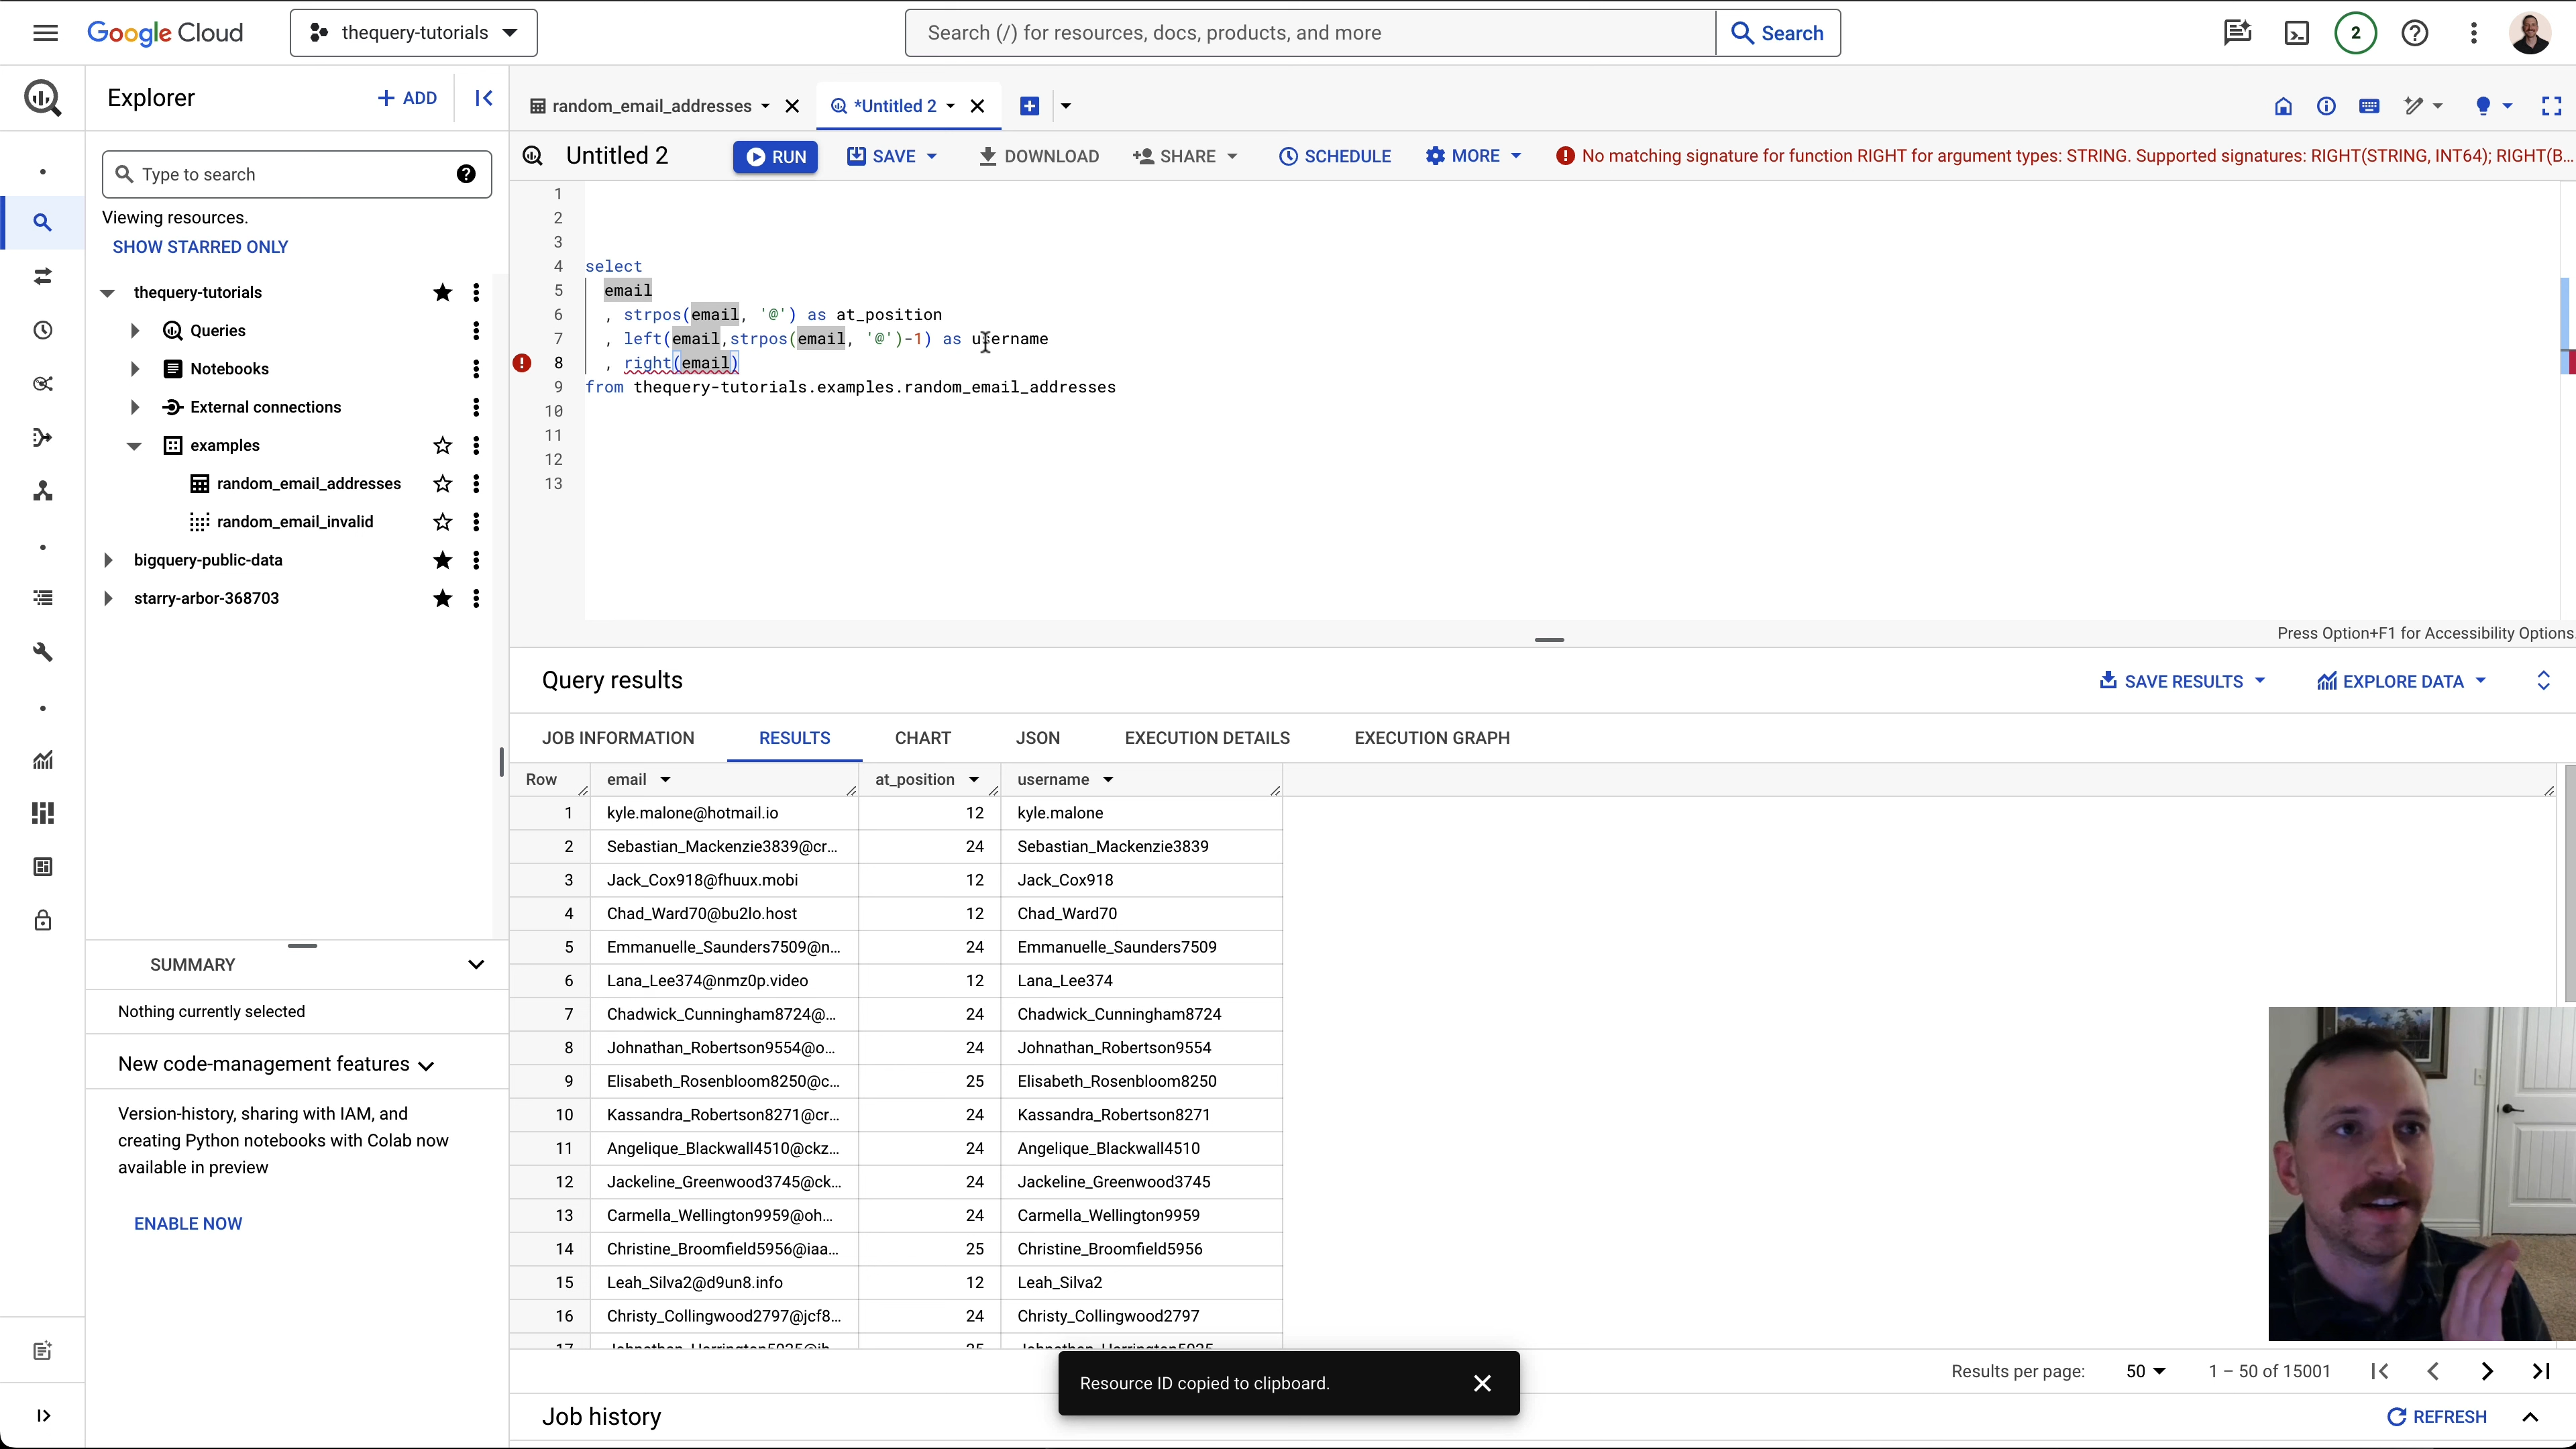 Google Cloud
thequery-tutorials
Search (/) for resources, docs, products, and more
Search
2
Explorer
ADD
random_email_addresses
*Untitled 2
Untitled 2
RUN
SAVE
DOWNLOAD
SHARE
SCHEDULE
MORE
No matching signature for function RIGHT for argument types: STRING. Supported signatures: RIGHT(STRING, INT64); RIGHT(B...
Type to search
Viewing resources.
SHOW STARRED ONLY
thequery-tutorials
Queries
Notebooks
External connections
examples
random_email_addresses
random_email_invalid
bigquery-public-data
starry-arbor-368703
SUMMARY
Nothing currently selected
New code-management features
Version-history, sharing with IAM, and
creating Python notebooks with Colab now
available in preview
ENABLE NOW
1
2
3
4 select
5 email
6 , strpos(email, '@') as at_position
7 , left(email,strpos(email, '@')-1) as username
8 , right(email)
9 from thequery-tutorials.examples.random_email_addresses
10
11
12
13
Press Option+F1 for Accessibility Options
Query results
SAVE RESULTS
EXPLORE DATA
JOB INFORMATION RESULTS CHART JSON EXECUTION DETAILS EXECUTION GRAPH
Row email at_position username
1 kyle.malone@hotmail.io 12 kyle.malone
2 Sebastian_Mackenzie3839@cr... 24 Sebastian_Mackenzie3839
3 Jack_Cox918@fhuux.mobi 12 Jack_Cox918
4 Chad_Ward70@bu2lo.host 12 Chad_Ward70
5 Emmanuelle_Saunders7509@n... 24 Emmanuelle_Saunders7509
6 Lana_Lee374@nmz0p.video 12 Lana_Lee374
7 Chadwick_Cunningham8724@... 24 Chadwick_Cunningham8724
8 Johnathan_Robertson9554@o... 24 Johnathan_Robertson9554
9 Elisabeth_Rosenbloom8250@c... 25 Elisabeth_Rosenbloom8250
10 Kassandra_Robertson8271@cr... 24 Kassandra_Robertson8271
11 Angelique_Blackwall4510@ckz... 24 Angelique_Blackwall4510
12 Jackeline_Greenwood3745@ck... 24 Jackeline_Greenwood3745
13 Carmella_Wellington9959@oh... 24 Carmella_Wellington9959
14 Christine_Broomfield5956@iaa... 25 Christine_Broomfield5956
15 Leah_Silva2@d9un8.info 12 Leah_Silva2
16 Christy_Collingwood2797@jcf8... 24 Christy_Collingwood2797
Resource ID copied to clipboard.
Results per page: 50 1 – 50 of 15001
Job history
REFRESH